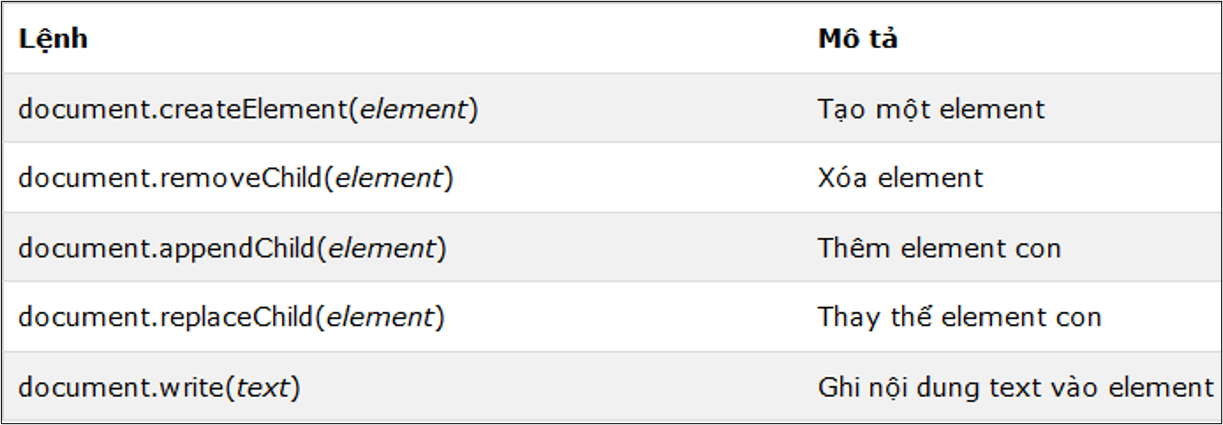 Lệnh Mô tả
document.createElement(element) Tạo một element
document.removeChild(element) Xóa element
document.appendChild(element) Thêm element con
document.replaceChild(element) Thay thể element con
document.write(text) Ghi nội dung text vào element